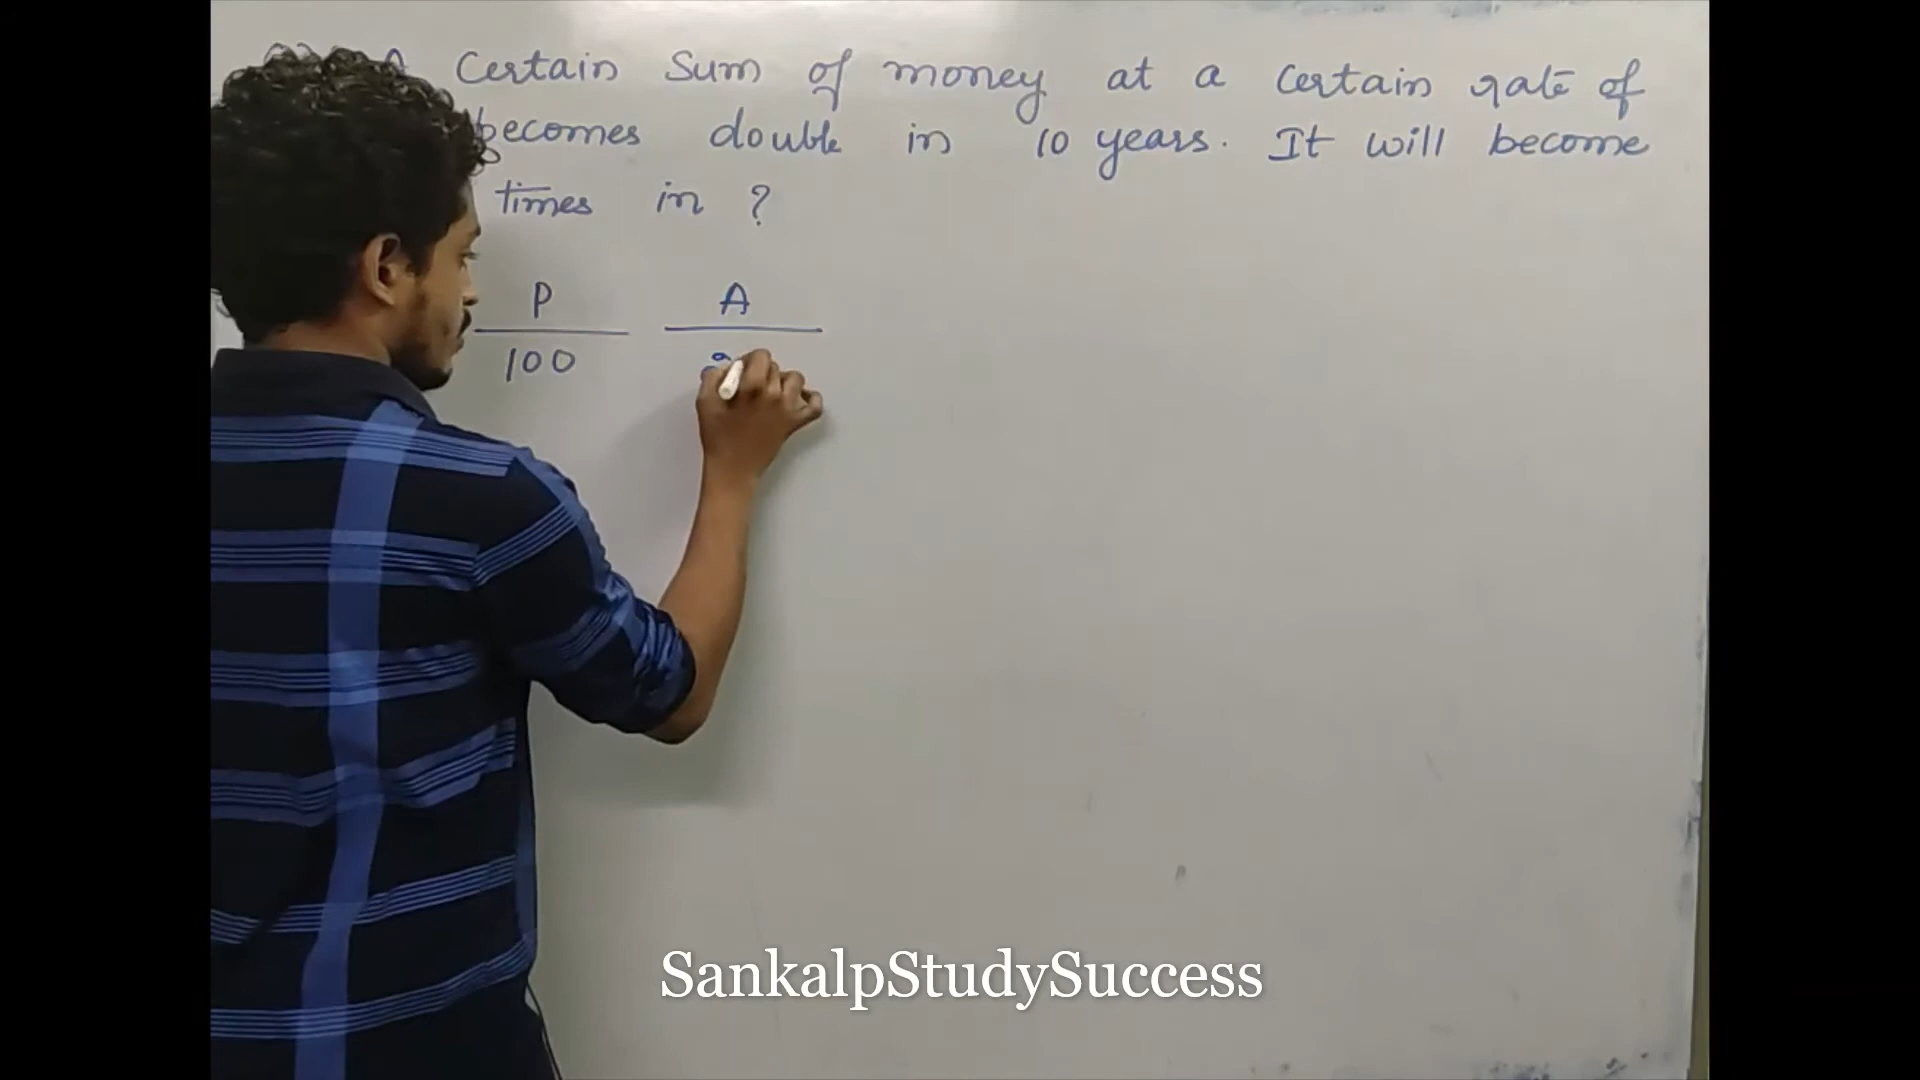 A Certain Sum of money at a Certain rate of
becomes double in 10 years. It will become
times in ?
P A
100
SankalpStudySuccess